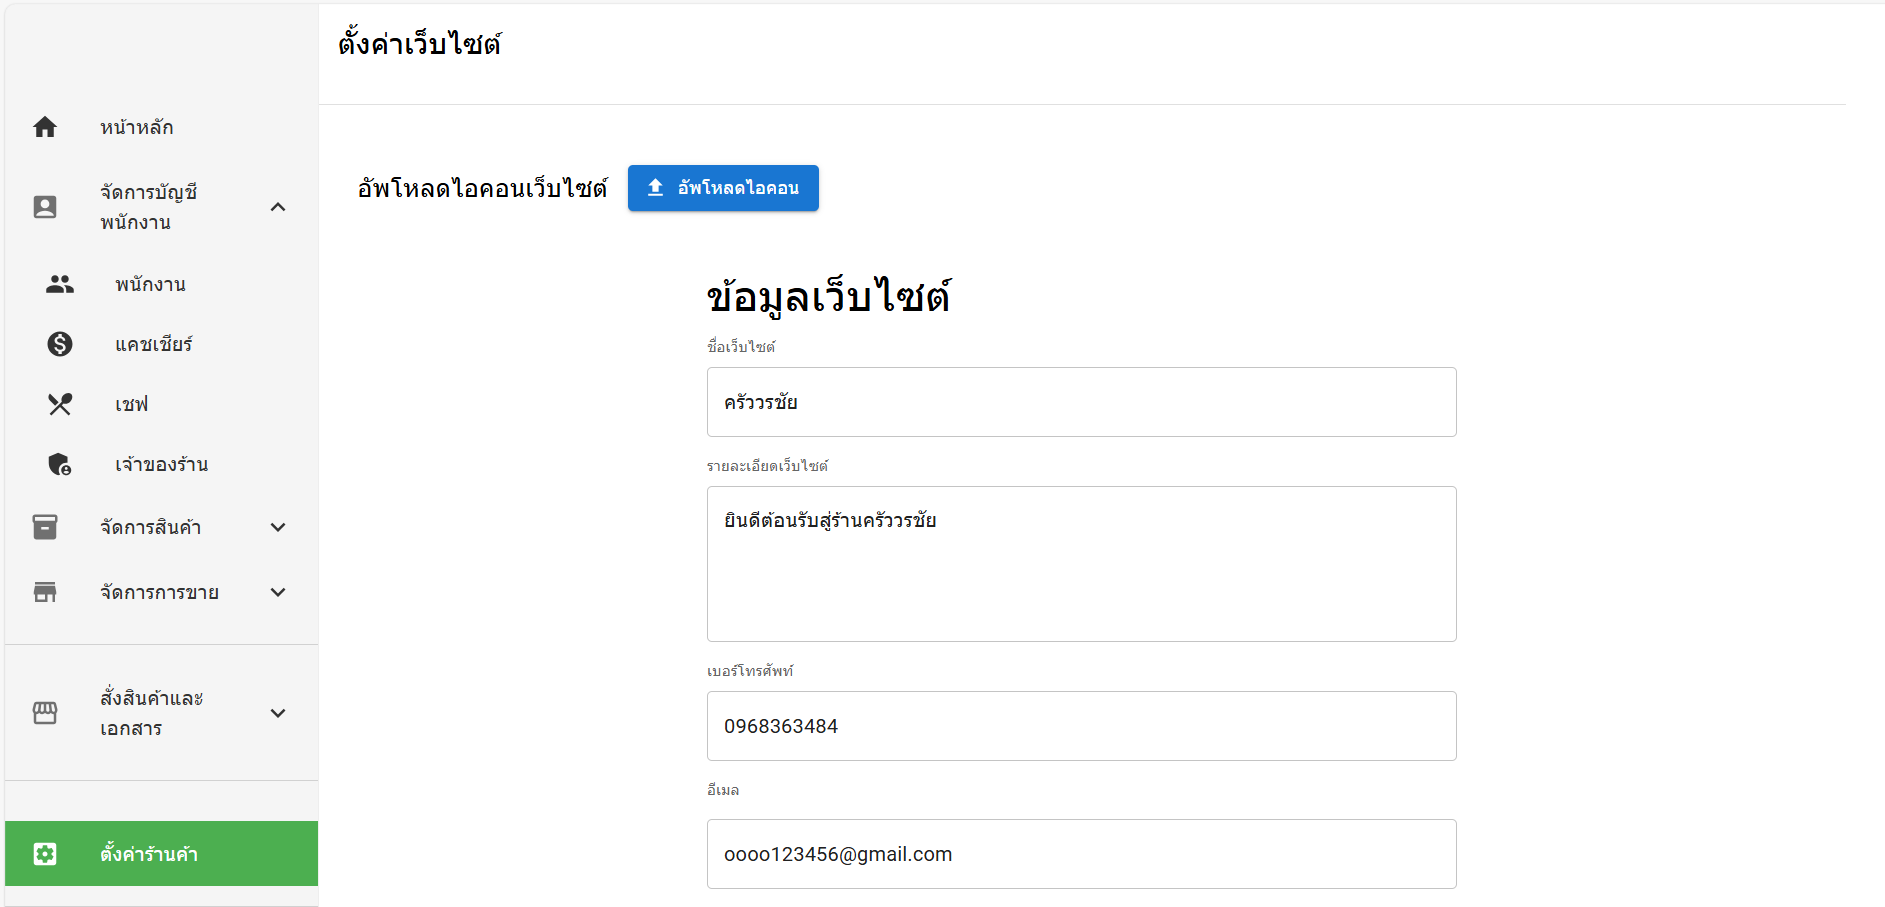 ตั้งค่าเว็บไซต์
หน้าหลัก
จัดการบัญชี
พนักงาน
พนักงาน
แคชเชียร์
เชฟ
เจ้าของร้าน
จัดการสินค้า
จัดการการขาย
สั่งสินค้าและ
เอกสาร
ตั้งค่าร้านค้า
อัพโหลดไอคอนเว็บไซต์
อัพโหลดไอคอน
ข้อมูลเว็บไซต์
ชื่อเว็บไซต์
ครัววรชัย
รายละเอียดเว็บไซต์
ยินดีต้อนรับสู่ร้านครัววรชัย
เบอร์โทรศัพท์
0968363484
อีเมล
oooo123456@gmail.com